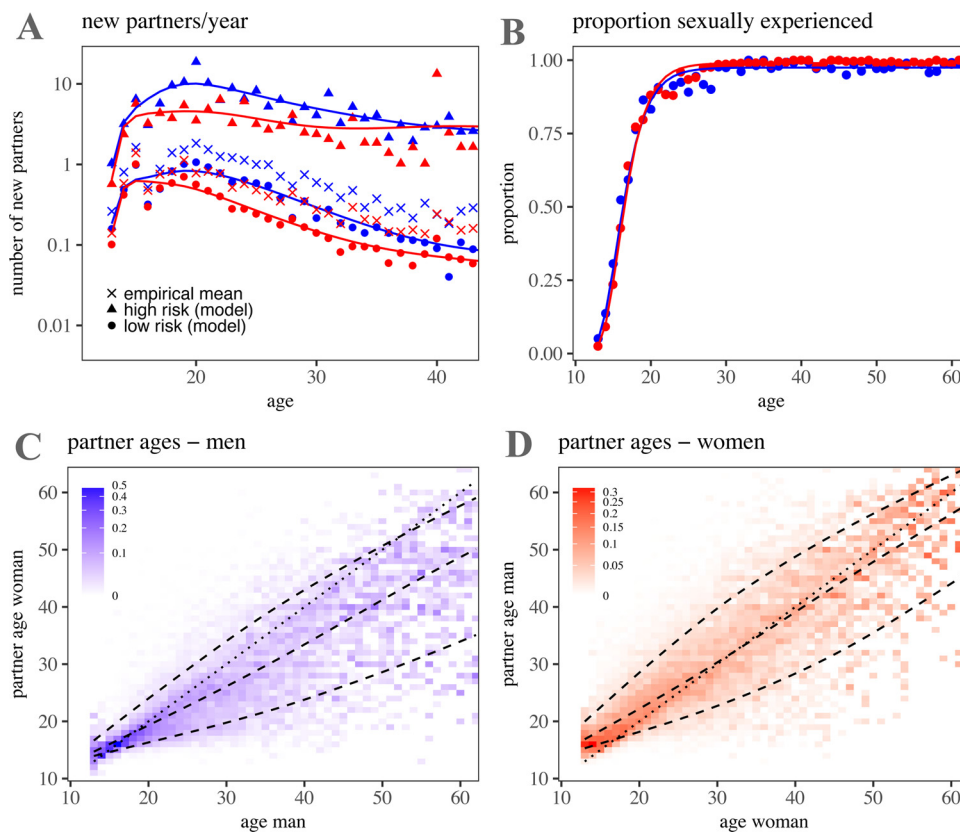 A
new partners/year
number of new partners
10
1
0.1
0.01
× empirical mean
▲ high risk (model)
● low risk (model)
20
30
40
age
B
proportion sexually experienced
proportion
1.00
0.75
0.50
0.25
0.00
10
20
30
40
50
60
age
C
partner ages – men
partner age woman
60
50
40
30
20
10
0.5
0.4
0.3
0.2
0.1
0
10
20
30
40
50
60
age man
D
partner ages – women
partner age man
60
50
40
30
20
10
0.3
0.25
0.2
0.15
0.1
0.05
0
10
20
30
40
50
60
age woman